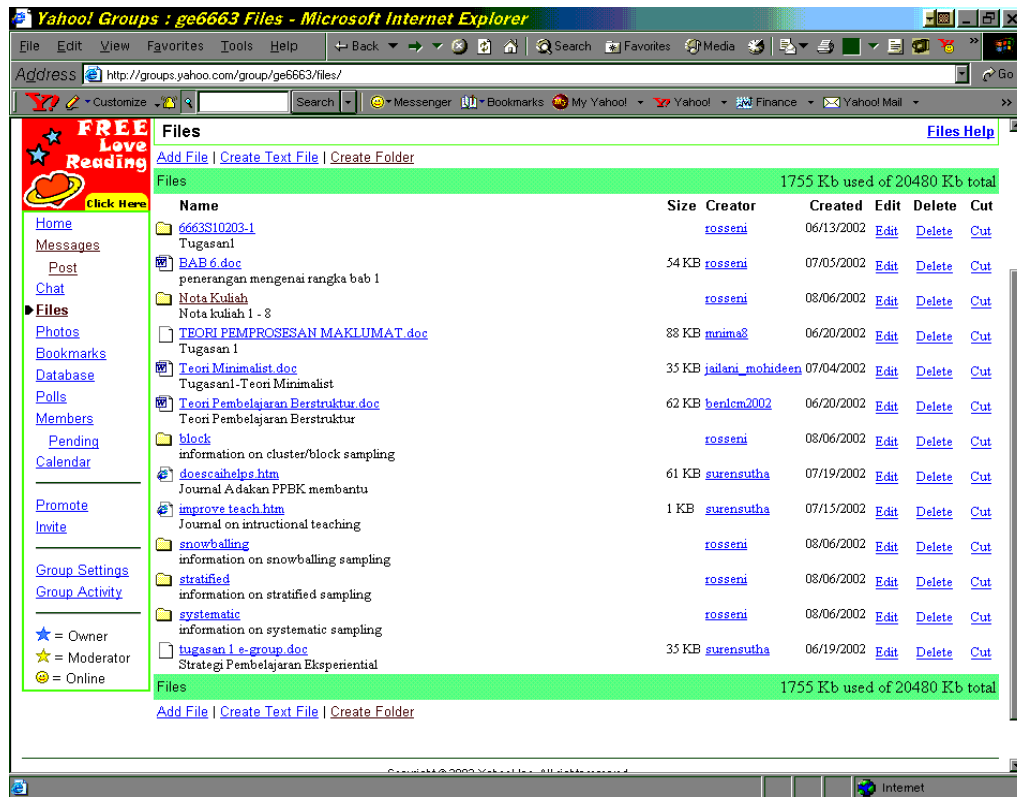 Yahoo! Groups : ge6663 Files - Microsoft Internet Explorer
File Edit View Favorites Tools Help Back Search Favorites Media
Address http://groups.yahoo.com/group/ge6663/files/ Go
Y? Customize Search Messenger Bookmarks My Yahoo! Yahoo! Finance Yahoo! Mail
FREE
Love
Reading
Click Here
Home
Messages
Post
Chat
Files
Photos
Bookmarks
Database
Polls
Members
Pending
Calendar
Promote
Invite
Group Settings
Group Activity
= Owner
= Moderator
= Online
Files Files Help
Add File | Create Text File | Create Folder
Files 1755 Kb used of 20480 Kb total
Name Size Creator Created Edit Delete Cut
6663S10203-1 rosseni 06/13/2002 Edit Delete Cut
Tugasan1
BAB 6.doc 54 KB rosseni 07/05/2002 Edit Delete Cut
penerangan mengenai rangka bab 1
Nota Kuliah rosseni 08/06/2002 Edit Delete Cut
Nota kuliah 1 - 8
TEORI PEMPROSESAN MAKLUMAT.doc 88 KB mnima8 06/20/2002 Edit Delete Cut
Tugasan 1
Teori Minimalist.doc 35 KB jailani_mohideen 07/04/2002 Edit Delete Cut
Tugasan1-Teori Minimalist
Teori Pembelajaran Berstruktur.doc 62 KB benlcm2002 06/20/2002 Edit Delete Cut
Teori Pembelajaran Berstruktur
block rosseni 08/06/2002 Edit Delete Cut
information on cluster/block sampling
doescaihelps.htm 61 KB surensutha 07/19/2002 Edit Delete Cut
Journal Adakan PPBK membantu
improve teach.htm 1 KB surensutha 07/15/2002 Edit Delete Cut
Journal on intructional teaching
snowballing rosseni 08/06/2002 Edit Delete Cut
information on snowballing sampling
stratified rosseni 08/06/2002 Edit Delete Cut
information on stratified sampling
systematic rosseni 08/06/2002 Edit Delete Cut
information on systematic sampling
tugasan 1 e-group.doc 35 KB surensutha 06/19/2002 Edit Delete Cut
Strategi Pembelajaran Eksperiential
Files 1755 Kb used of 20480 Kb total
Add File | Create Text File | Create Folder
Internet